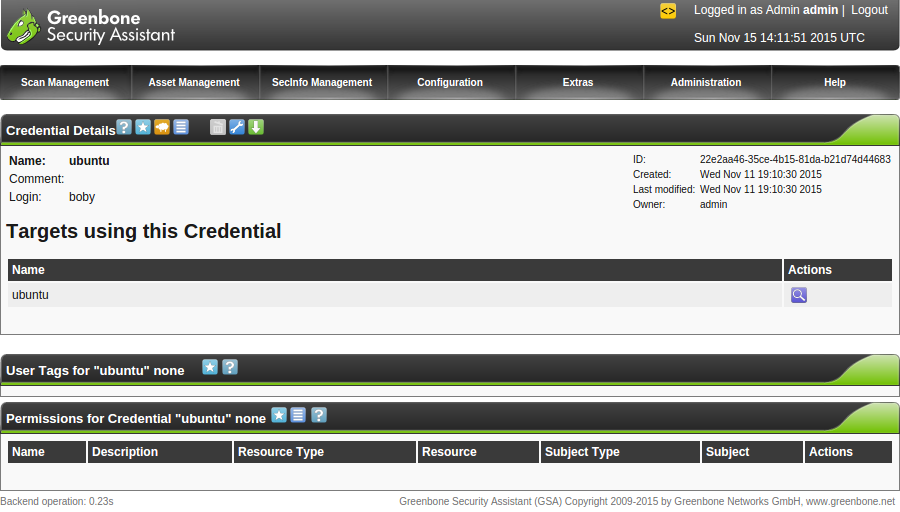 Greenbone
Security Assistant
<> Logged in as Admin admin | Logout
Sun Nov 15 14:11:51 2015 UTC
Scan Management Asset Management SecInfo Management Configuration Extras Administration Help
Credential Details ?
Name: ubuntu
Comment:
Login: boby
ID: 22e2aa46-35ce-4b15-81da-b21d74d44683
Created: Wed Nov 11 19:10:30 2015
Last modified: Wed Nov 11 19:10:30 2015
Owner: admin
Targets using this Credential
Name Actions
ubuntu
User Tags for "ubuntu" none ?
Permissions for Credential "ubuntu" none ?
Name Description Resource Type Resource Subject Type Subject Actions
Backend operation: 0.23s Greenbone Security Assistant (GSA) Copyright 2009-2015 by Greenbone Networks GmbH, www.greenbone.net